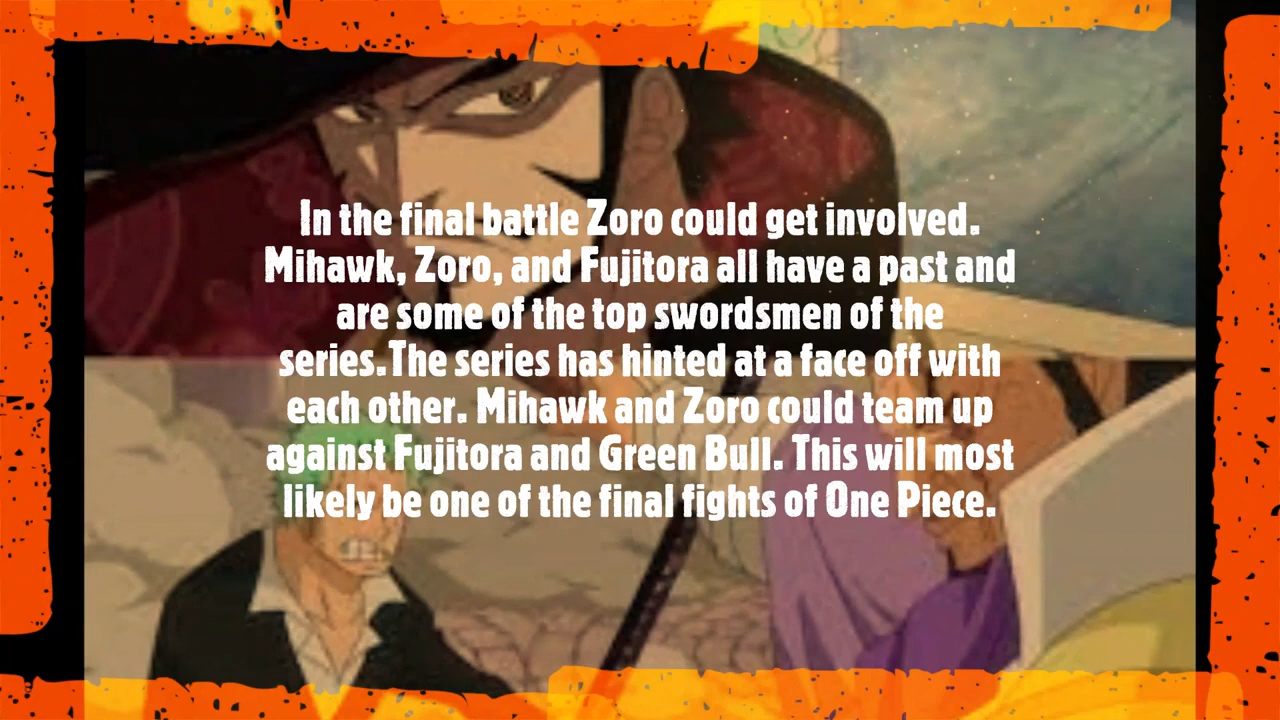 In the final battle Zoro could get involved.
Mihawk, Zoro, and Fujitora all have a past and
are some of the top swordsmen of the
series.The series has hinted at a face off with
each other. Mihawk and Zoro could team up
against Fujitora and Green Bull. This will most
likely be one of the final fights of One Piece.